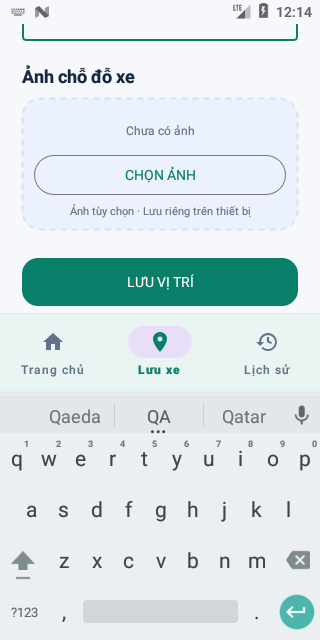 LTE 12:14
Ảnh chỗ đỗ xe
Chưa có ảnh
CHỌN ẢNH
Ảnh tùy chọn · Lưu riêng trên thiết bị
LƯU VỊ TRÍ
Trang chủ Lưu xe Lịch sử
Qaeda QA Qatar
1 2 3 4 5 6 7 8 9 0
q w e r t y u i o p
a s d f g h j k l
z x c v b n m
?123 , .